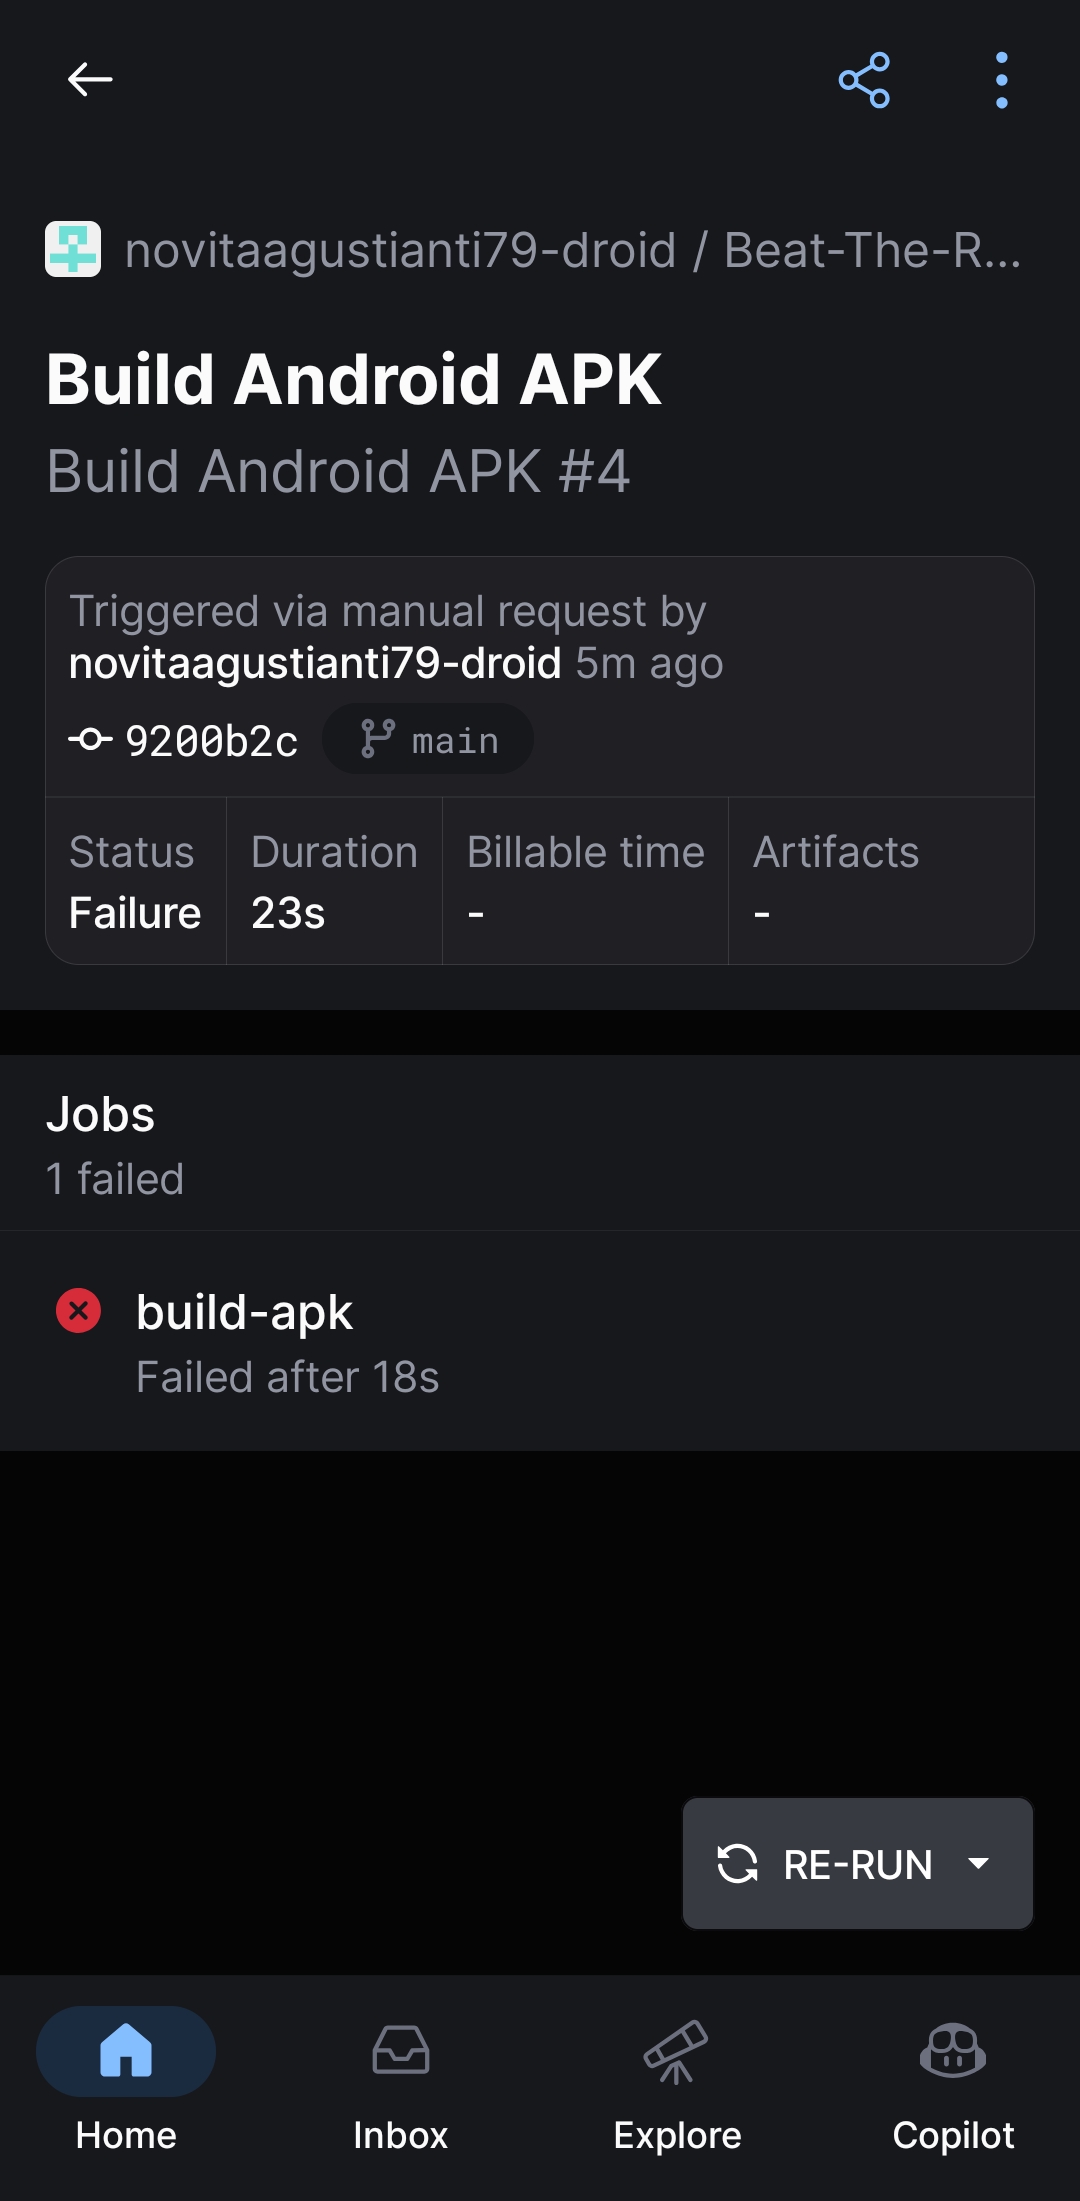 novitaagustianti79-droid / Beat-The-R...
Build Android APK
Build Android APK #4
Triggered via manual request by
novitaagustianti79-droid 5m ago
9200b2c main
Status Duration Billable time Artifacts
Failure 23s - -
Jobs
1 failed
build-apk
Failed after 18s
RE-RUN
Home Inbox Explore Copilot